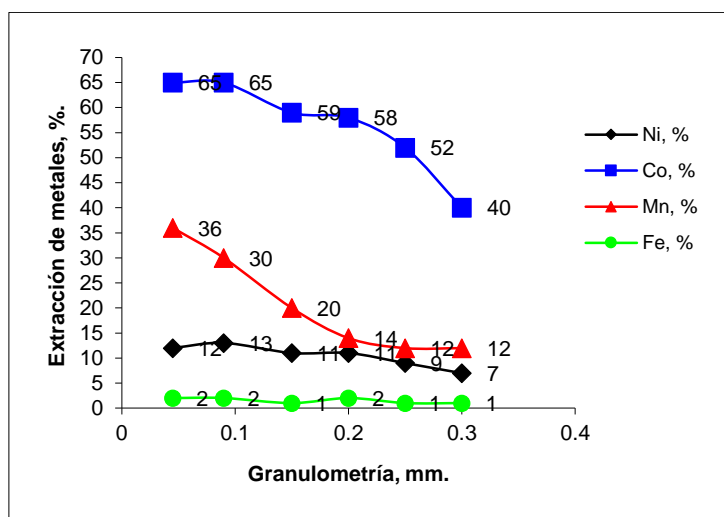 70
65
60
55
50
45
40
35
30
25
20
15
10
5
0
Extracción de metales, %.
65 65 59 58 52 40
36 30 20 14 12 12
12 13 11 11 9 7
2 2 1 2 1 1
0 0.1 0.2 0.3 0.4
Granulometría, mm.
Ni, %
Co, %
Mn, %
Fe, %